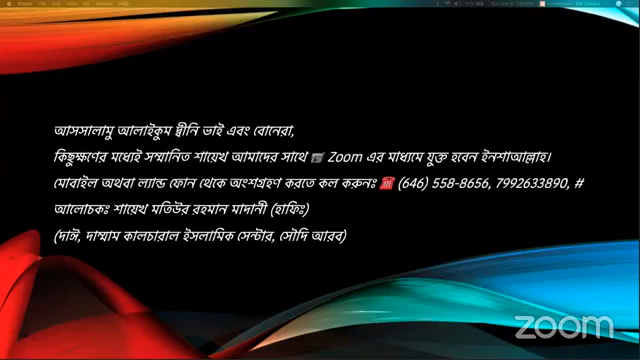 আসসালামু আলাইকুম দ্বীনি ভাই এবং বোনেরা,
কিছুক্ষণের মধ্যেই সম্মানিত শায়েখ আমাদের সাথে Zoom এর মাধ্যমে যুক্ত হবেন ইনশাআল্লাহ।
মোবাইল অথবা ল্যান্ড ফোন থেকে অংশগ্রহণ করতে কল করুনঃ ☎ (646) 558-8656, 7992633890, #
আলোচকঃ শায়েখ মতিউর রহমান মাদানী (হাফিঃ)
(দাঈ, দাম্মাম কালচারাল ইসলামিক সেন্টার, সৌদি আরব)
zoom